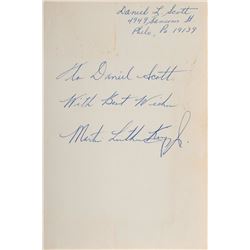 Daniel L Scott
4949 Sansom St
Phila, Pa 19139
To Daniel Scott
With Best Wishes
Martin Luther King Jr.